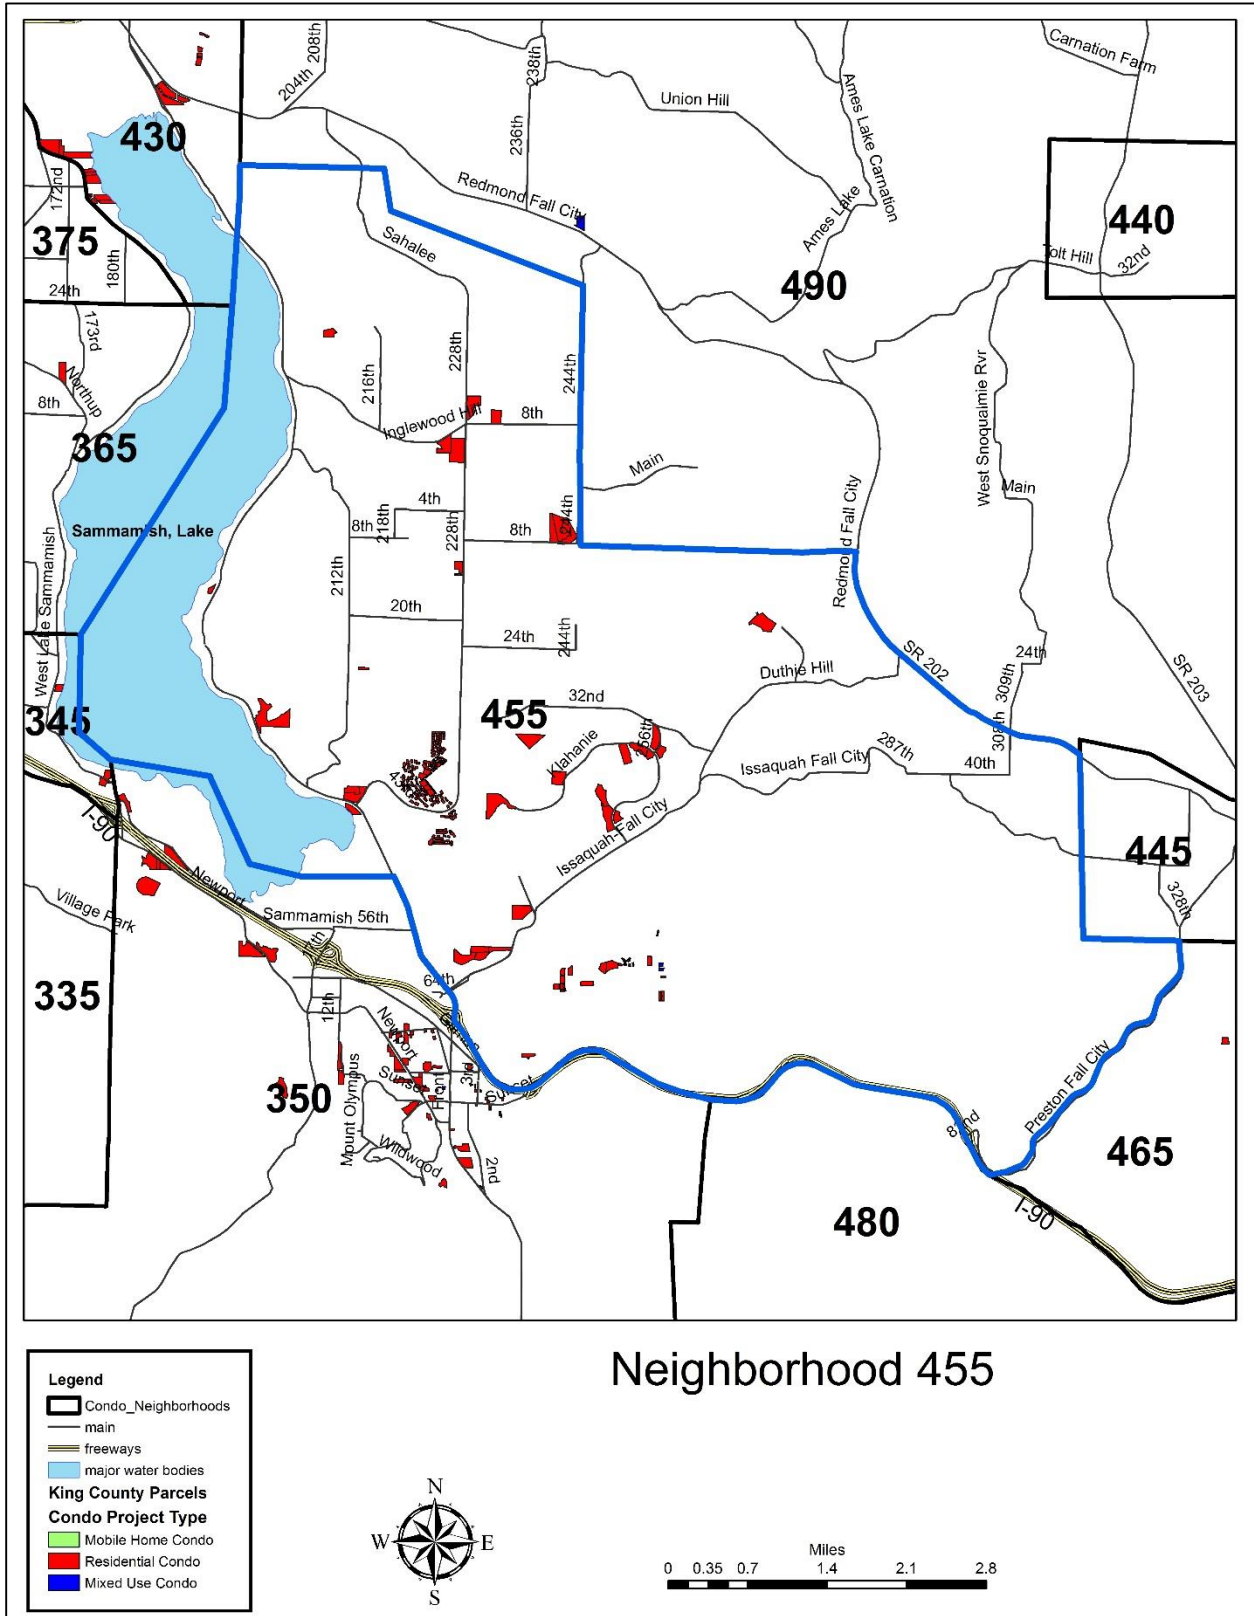 Carnation Farm
208th
238th
204th
Union Hill
Ames Lake Carnation
430
236th
172nd
Redmond Fall City
440
375
Sahalee
Ames Lake
Tolt Hill
32nd
180th
490
24th
173rd
228th
West Snoqualmie Rvr
216th
244th
Northup
8th
Inglewood Hill
8th
365
Main
Main
4th
Sammamish, Lake
8th
218th
228th
8th
244th
Redmond Fall City
212th
20th
West Lake Sammamish
24th
244th
24th
SR 203
Duthie Hill
SR 202
309th
345
455
32nd
308th
256th
Klahanie
287th
Issaquah Fall City
40th
I-90
Issaquah-Fall City
445
Newport
Village Park
328th
Sammamish
56th
17th
64th
335
12th
Newport
Gilman
Preston Fall City
3rd
Sunset
Front
Sunset
350
Mount Olympus
82nd
465
Wildwood
2nd
480
I-90
Neighborhood 455
Legend
Condo_Neighborhoods
main
freeways
major water bodies
King County Parcels
Condo Project Type
Mobile Home Condo
Residential Condo
Mixed Use Condo
N
W
E
S
Miles
0 0.35 0.7 1.4 2.1 2.8